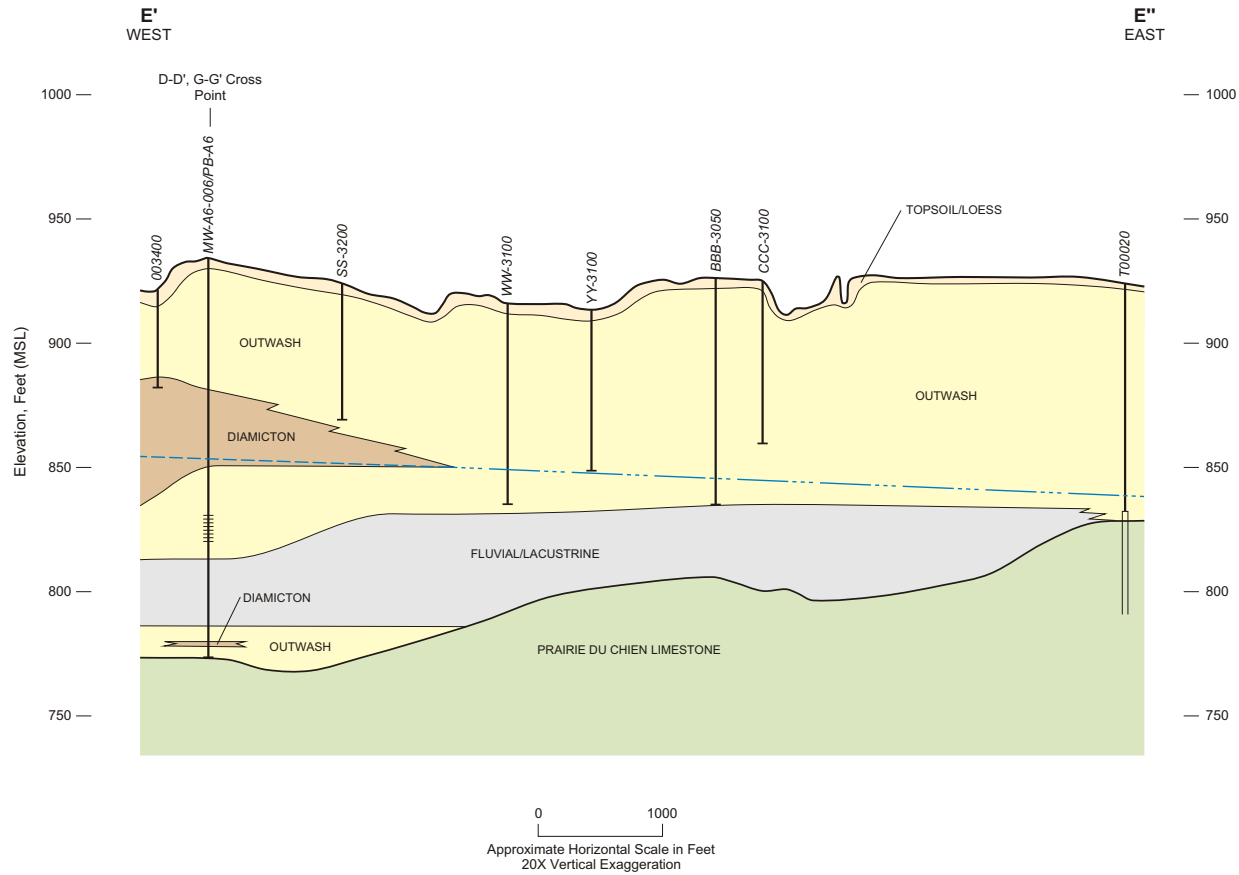 E'
WEST
E"
EAST
D-D', G-G' Cross
Point
1000
1000
950
950
900
900
850
850
800
800
750
750
Elevation, Feet (MSL)
003400
MW-A6-006/PB-A6
SS-3200
WW-3100
YY-3100
BBB-3050
CCC-3100
T00020
TOPSOIL/LOESS
OUTWASH
OUTWASH
DIAMICTON
FLUVIAL/LACUSTRINE
DIAMICTON
OUTWASH
PRAIRIE DU CHIEN LIMESTONE
0
1000
Approximate Horizontal Scale in Feet
20X Vertical Exaggeration